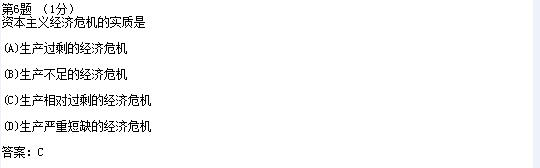 第6题 （1分）
资本主义经济危机的实质是
(A)生产过剩的经济危机
(B)生产不足的经济危机
(C)生产相对过剩的经济危机
(D)生产严重短缺的经济危机
答案：C